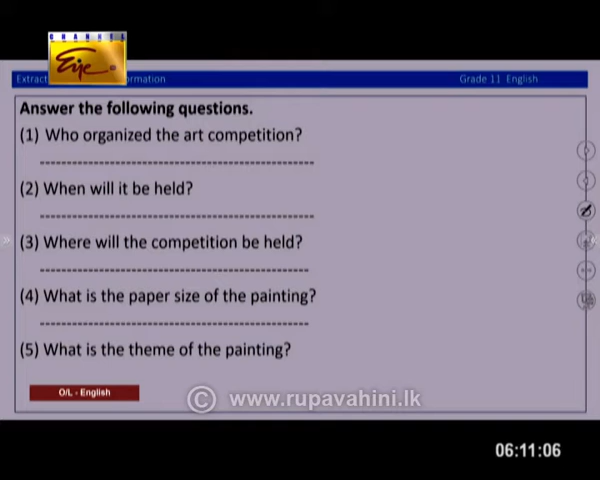 CHANNEL
Eye
Extract
ormation
Grade 11 English
Answer the following questions.
(1) Who organized the art competition?
--------------------------------------------------
(2) When will it be held?
--------------------------------------------------
(3) Where will the competition be held?
-------------------------------------------------
(4) What is the paper size of the painting?
-------------------------------------------------
(5) What is the theme of the painting?
O/L - English
© www.rupavahini.lk
06:11:06